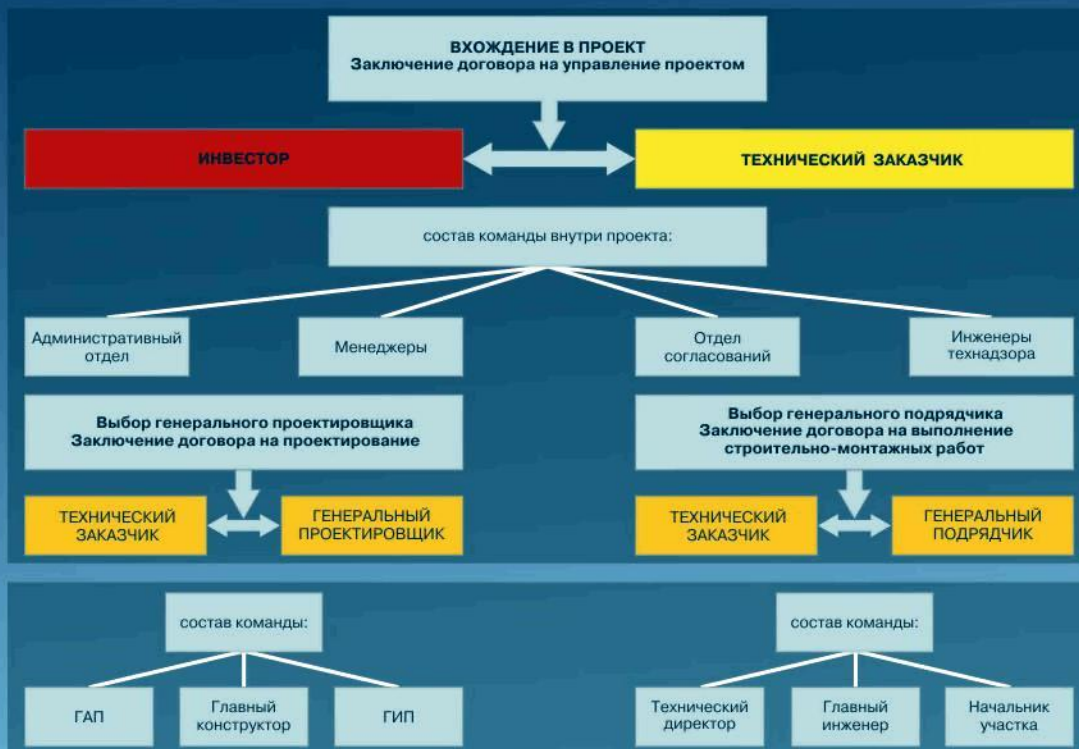 ВХОЖДЕНИЕ В ПРОЕКТ
Заключение договора на управление проектом
ИНВЕСТОР
ТЕХНИЧЕСКИЙ ЗАКАЗЧИК
состав команды внутри проекта:
Административный
отдел
Менеджеры
Отдел
согласований
Инженеры
технадзора
Выбор генерального проектировщика
Заключение договора на проектирование
Выбор генерального подрядчика
Заключение договора на выполнение
строительно-монтажных работ
ТЕХНИЧЕСКИЙ
ЗАКАЗЧИК
ГЕНЕРАЛЬНЫЙ
ПРОЕКТИРОВЩИК
ТЕХНИЧЕСКИЙ
ЗАКАЗЧИК
ГЕНЕРАЛЬНЫЙ
ПОДРЯДЧИК
состав команды:
состав команды:
ГАП
Главный
конструктор
ГИП
Технический
директор
Главный
инженер
Начальник
участка